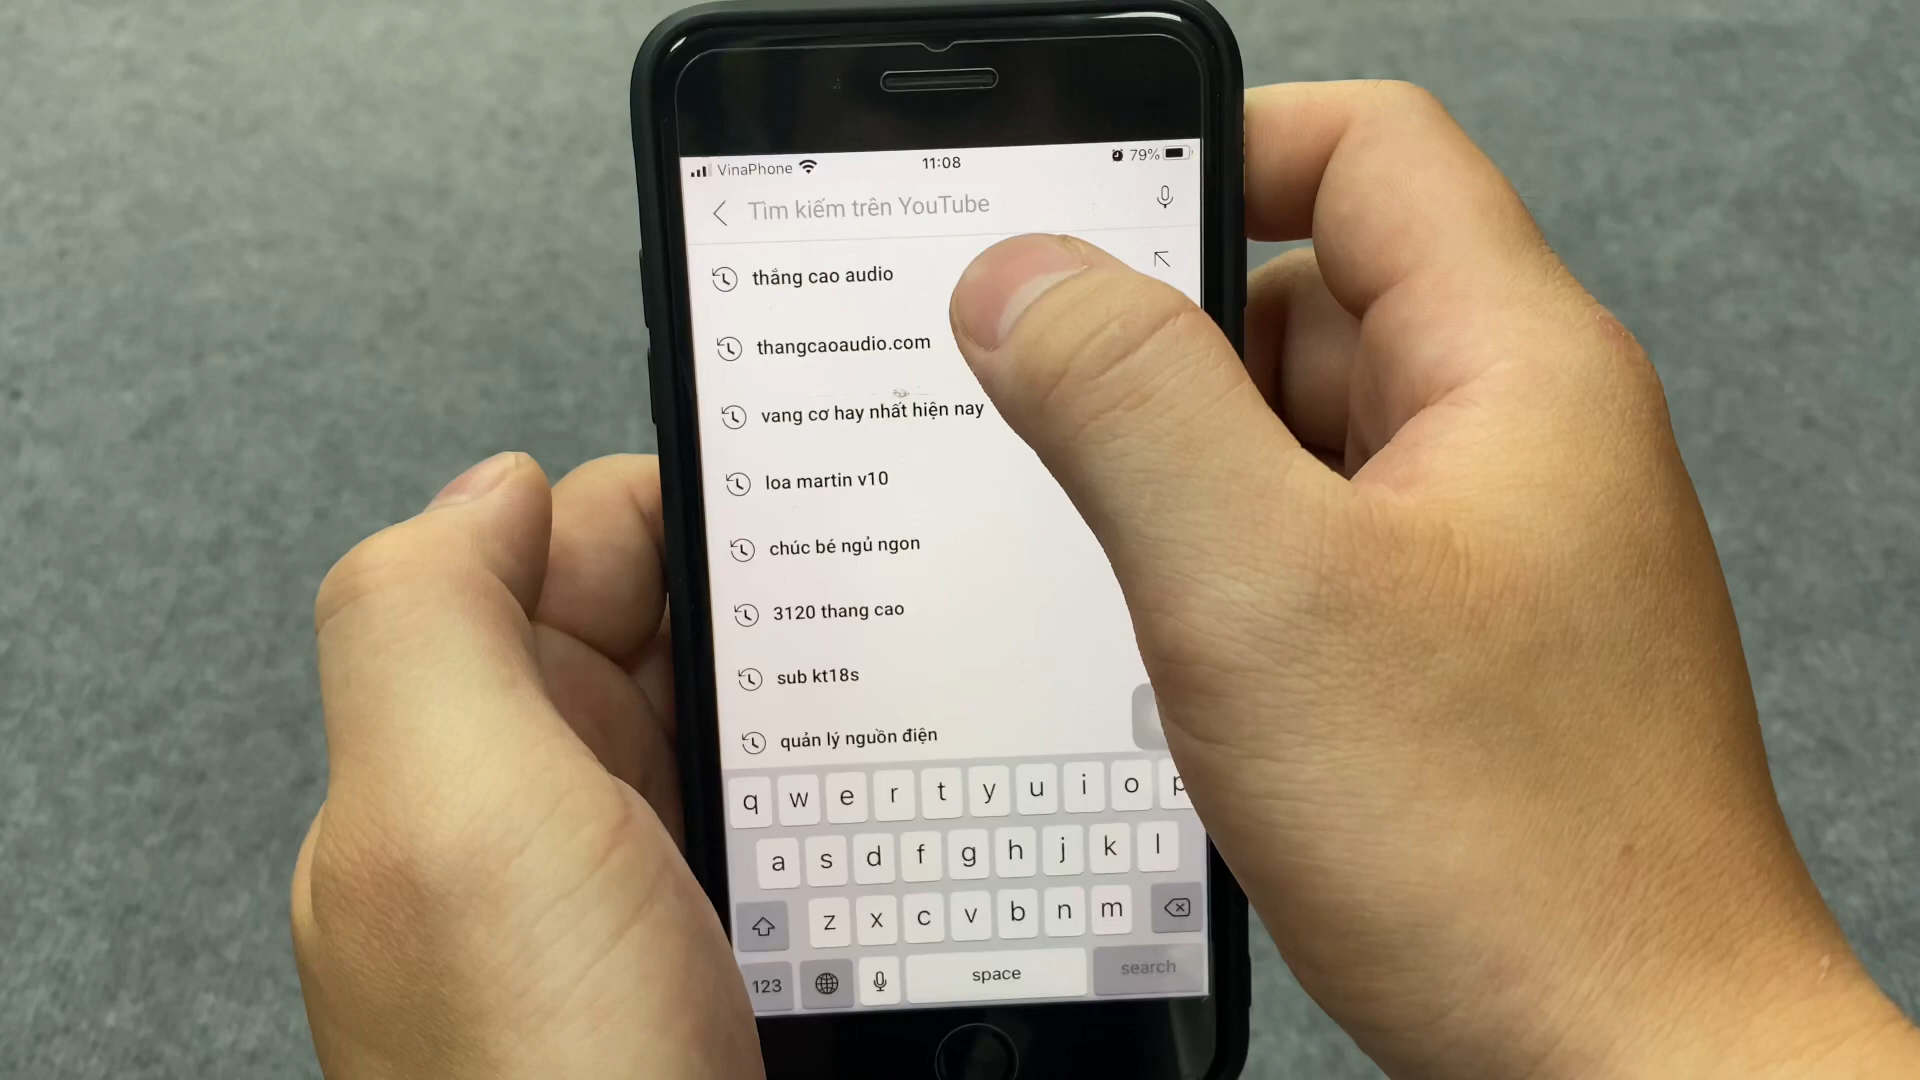 VinaPhone 11:08 79%
Tìm kiếm trên YouTube
thắng cao audio
thangcaoaudio.com
vang cơ hay nhất hiện nay
loa martin v10
chúc bé ngủ ngon
3120 thang cao
sub kt18s
quản lý nguồn điện
q w e r t y u i o p
a s d f g h j k l
z x c v b n m
123 space search